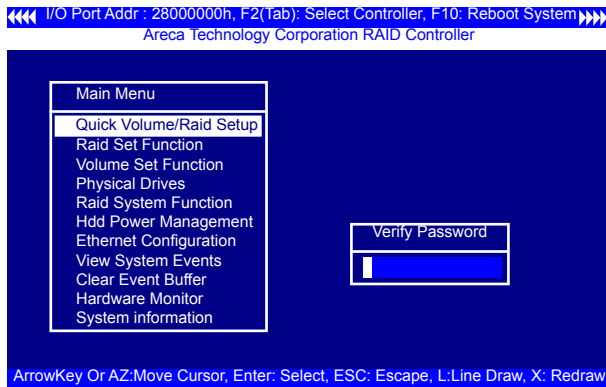 I/O Port Addr : 28000000h, F2(Tab): Select Controller, F10: Reboot System
Areca Technology Corporation RAID Controller
Main Menu
Quick Volume/Raid Setup
Raid Set Function
Volume Set Function
Physical Drives
Raid System Function
Hdd Power Management
Ethernet Configuration
View System Events
Clear Event Buffer
Hardware Monitor
System information
Verify Password
ArrowKey Or AZ:Move Cursor, Enter: Select, ESC: Escape, L:Line Draw, X: Redraw